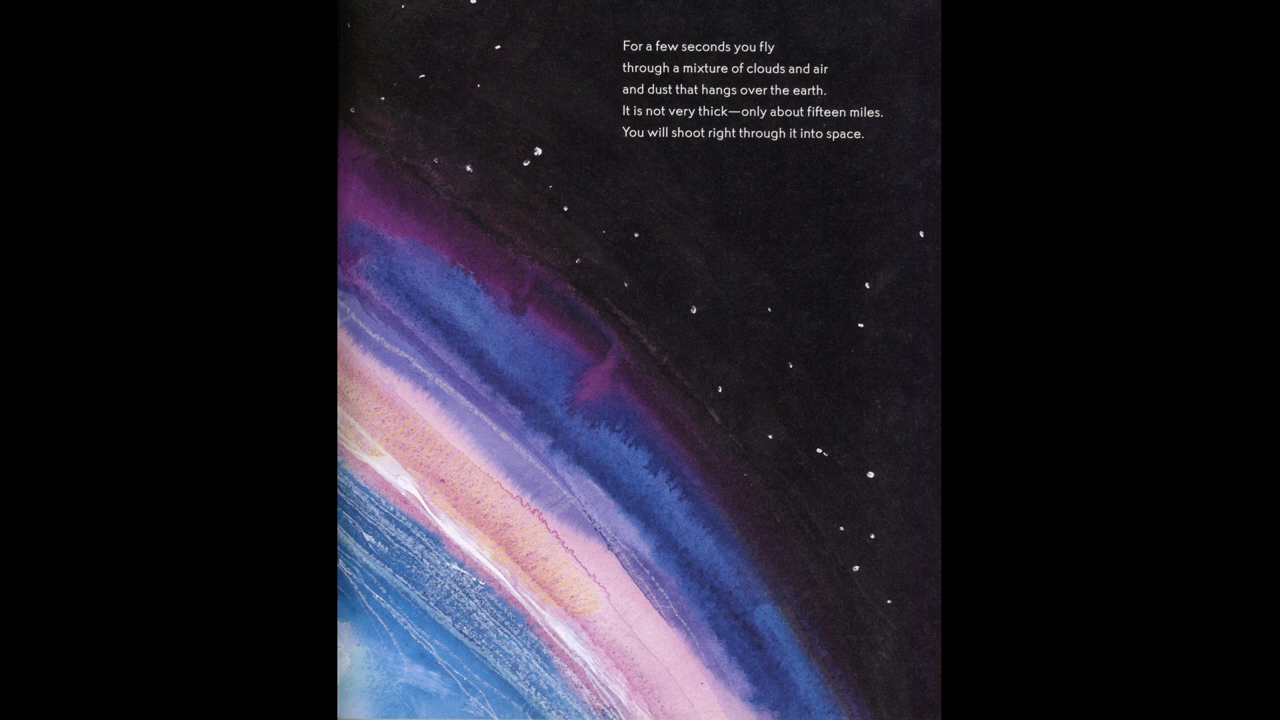 For a few seconds you fly
through a mixture of clouds and air
and dust that hangs over the earth.
It is not very thick—only about fifteen miles.
You will shoot right through it into space.